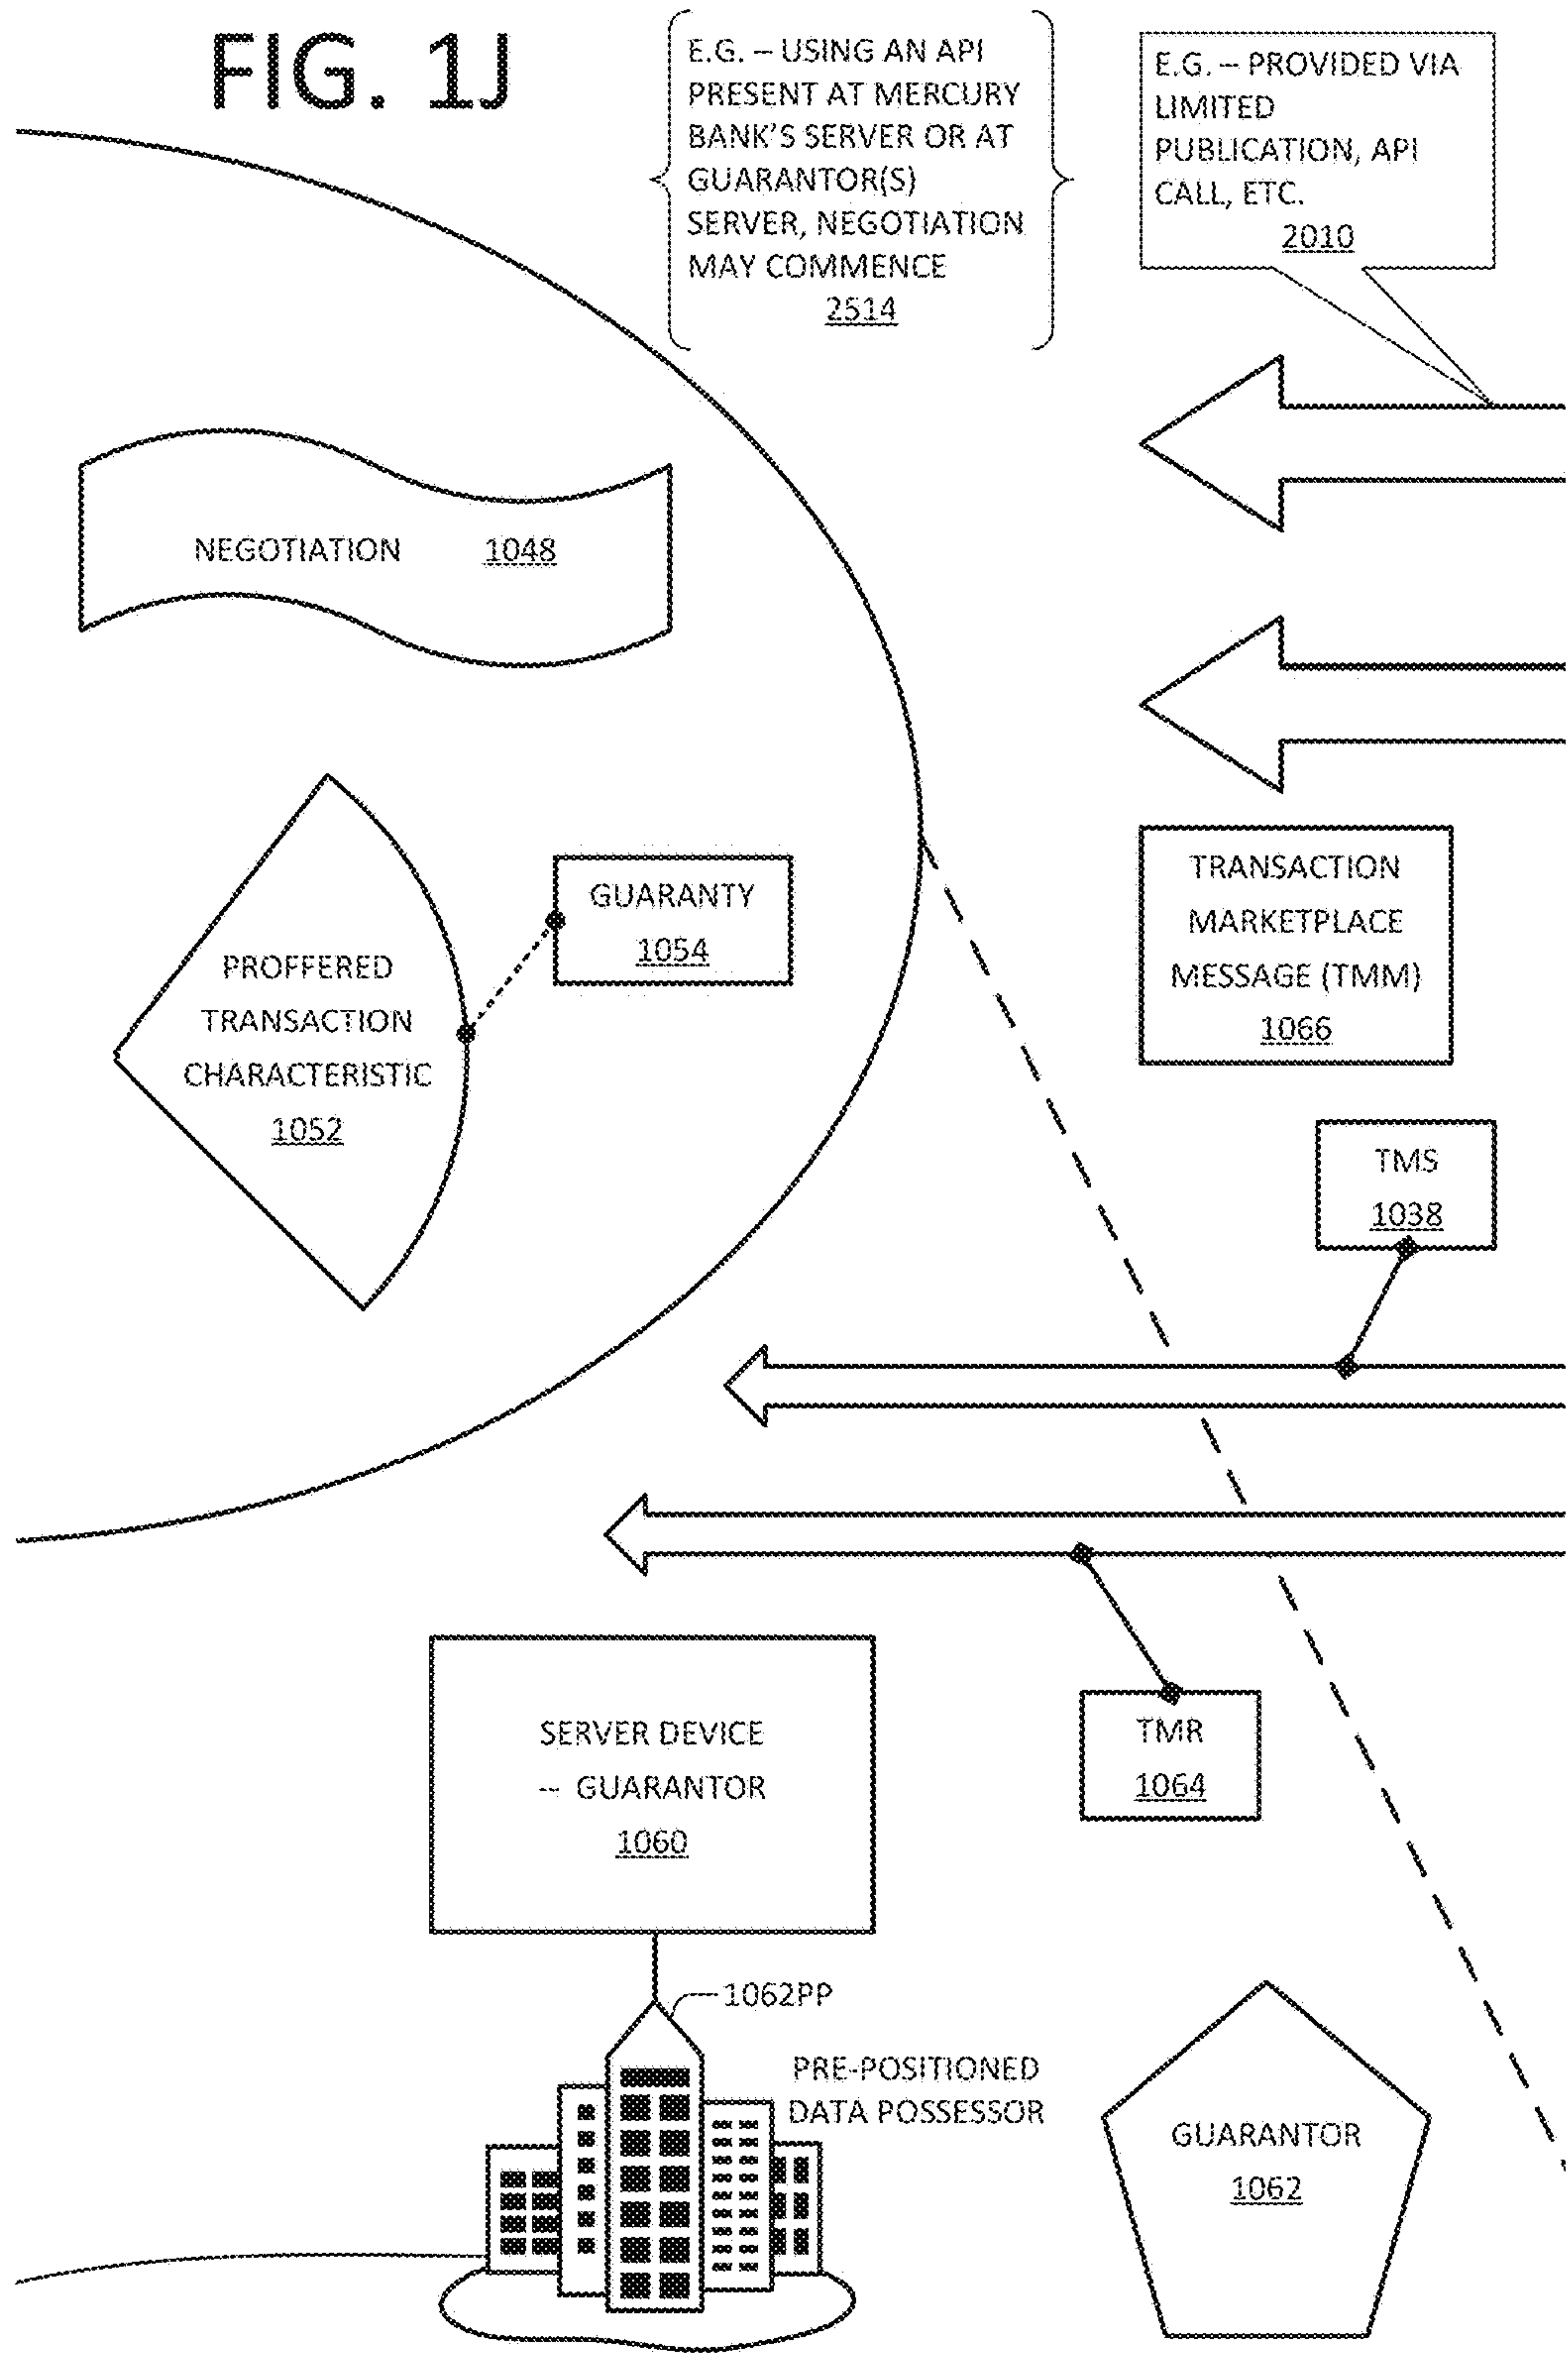 FIG. 1J
E.G. – USING AN API
PRESENT AT MERCURY
BANK'S SERVER OR AT
GUARANTOR(S)
SERVER, NEGOTIATION
MAY COMMENCE
2514
E.G. – PROVIDED VIA
LIMITED
PUBLICATION, API
CALL, ETC.
2010
NEGOTIATION 1048
PROFFERED
TRANSACTION
CHARACTERISTIC
1052
GUARANTY
1054
TRANSACTION
MARKETPLACE
MESSAGE (TMM)
1066
TMS
1038
SERVER DEVICE
-- GUARANTOR
1060
TMR
1064
1062PP
PRE-POSITIONED
DATA POSSESSOR
GUARANTOR
1062